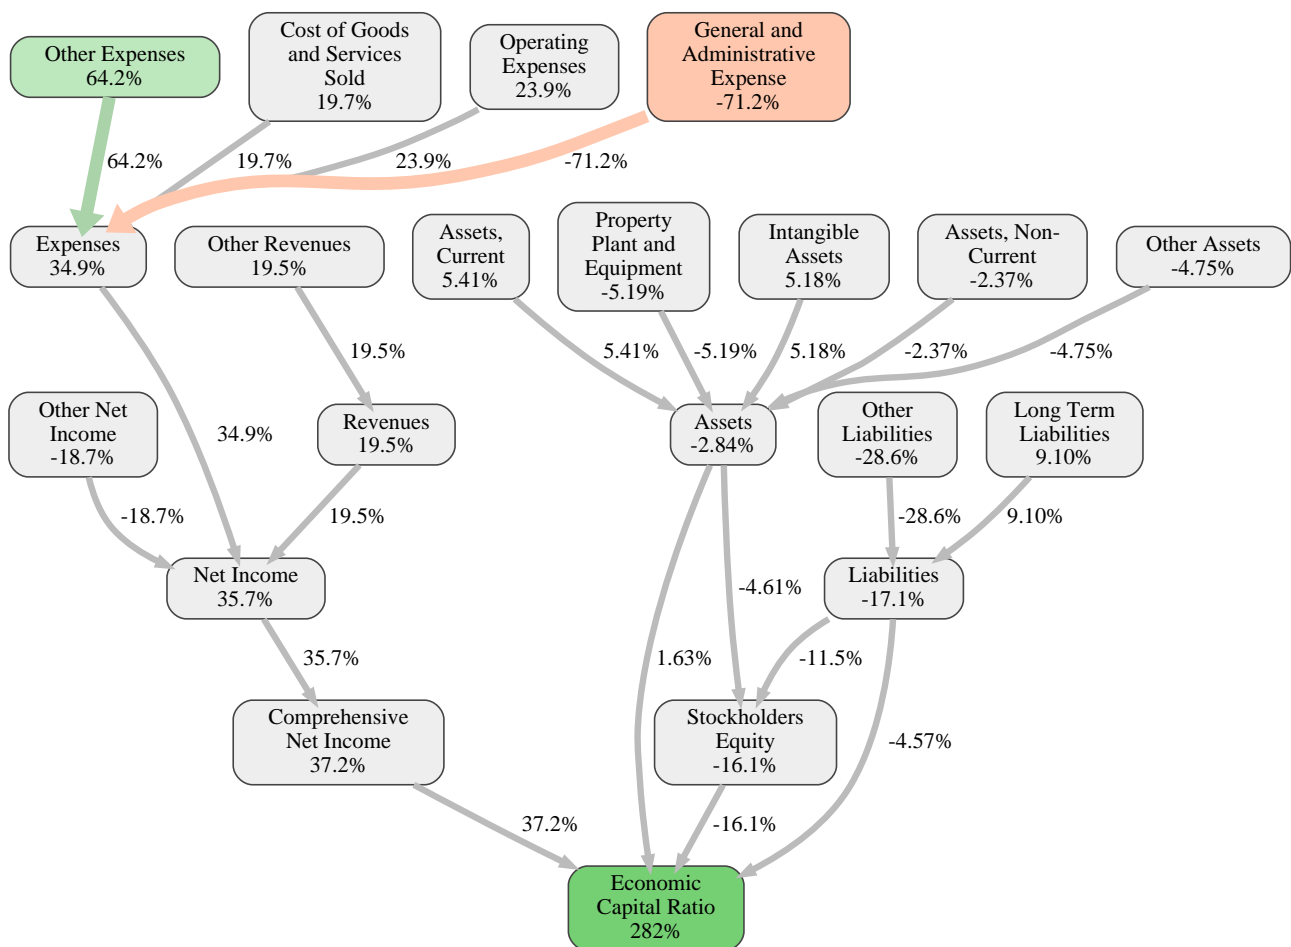 Other Expenses
64.2%
Cost of Goods
and Services
Sold
19.7%
Operating
Expenses
23.9%
General and
Administrative
Expense
-71.2%
64.2%
19.7%
23.9%
-71.2%
Expenses
34.9%
Other Revenues
19.5%
Assets,
Current
5.41%
Property
Plant and
Equipment
-5.19%
Intangible
Assets
5.18%
Assets, Non-
Current
-2.37%
Other Assets
-4.75%
19.5%
5.41%
-5.19%
5.18%
-2.37%
-4.75%
Other Net
Income
-18.7%
34.9%
Revenues
19.5%
Assets
-2.84%
Other
Liabilities
-28.6%
Long Term
Liabilities
9.10%
-18.7%
19.5%
-28.6%
9.10%
Net Income
35.7%
-4.61%
Liabilities
-17.1%
35.7%
1.63%
-11.5%
Comprehensive
Net Income
37.2%
Stockholders
Equity
-16.1%
-4.57%
37.2%
-16.1%
Economic
Capital Ratio
282%